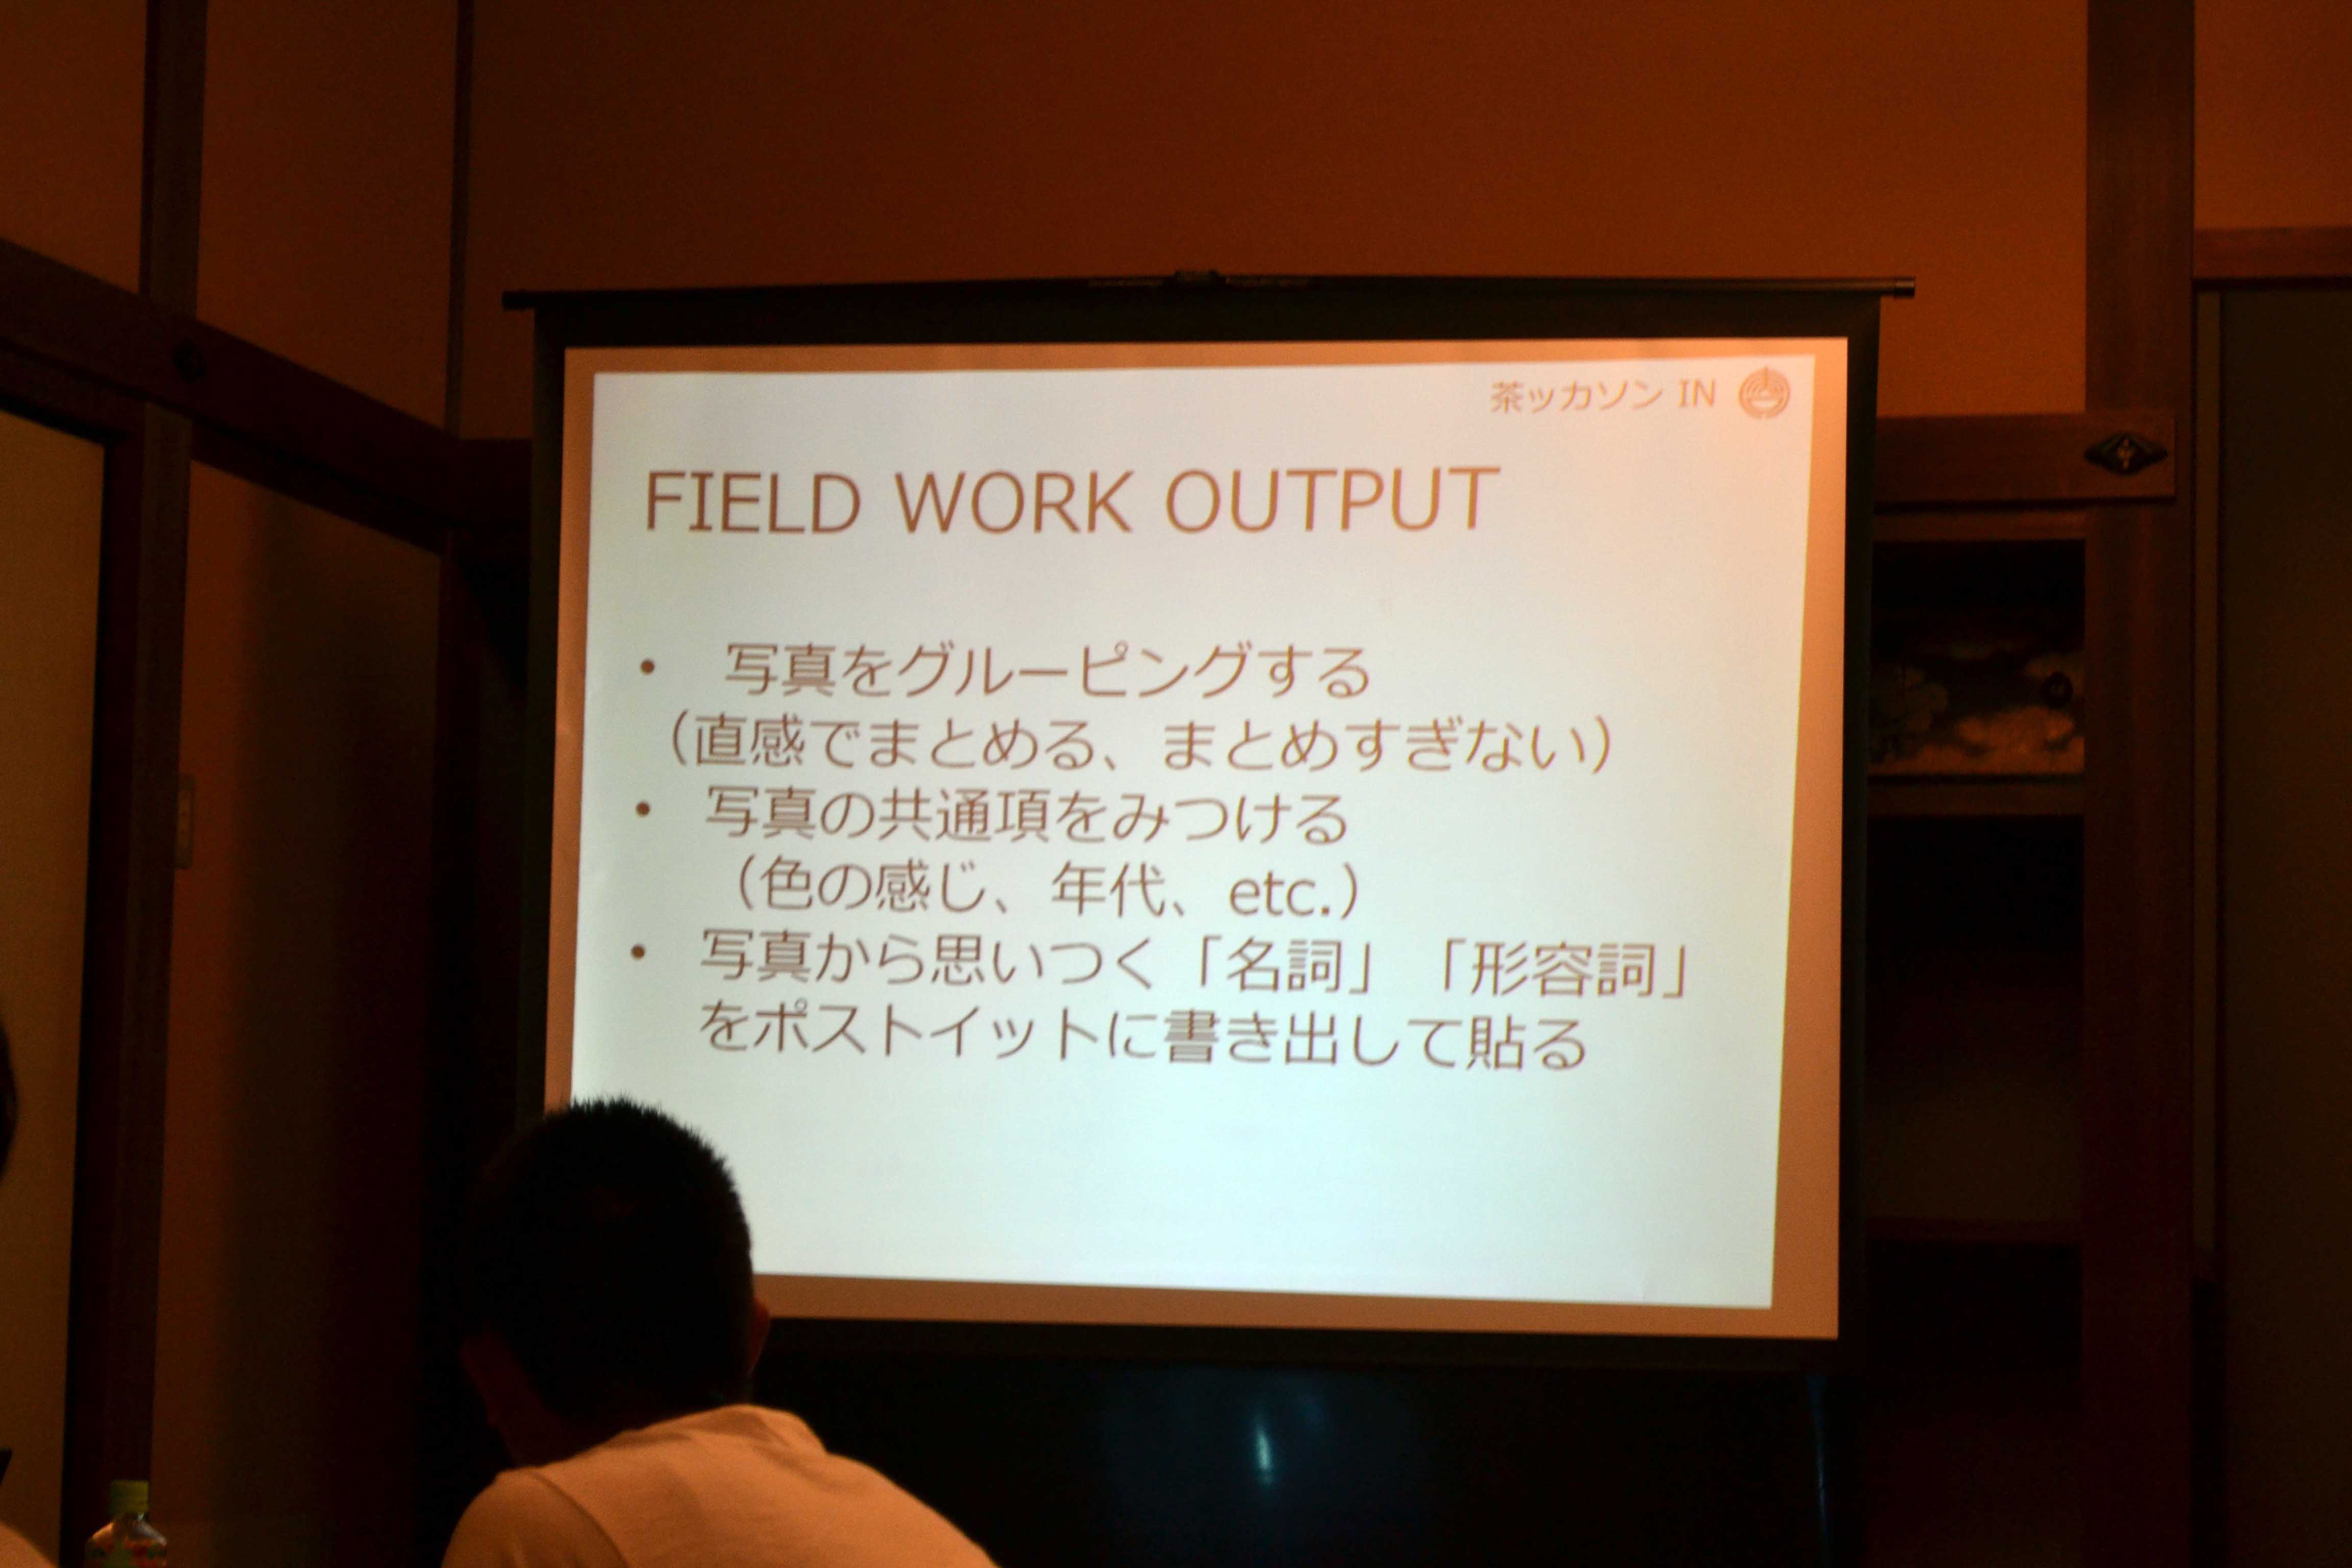 茶ッカソン IN
FIELD WORK OUTPUT
• 写真をグルーピングする
（直感でまとめる、まとめすぎない）
• 写真の共通項をみつける
（色の感じ、年代、etc.）
• 写真から思いつく「名詞」「形容詞」
をポストイットに書き出して貼る